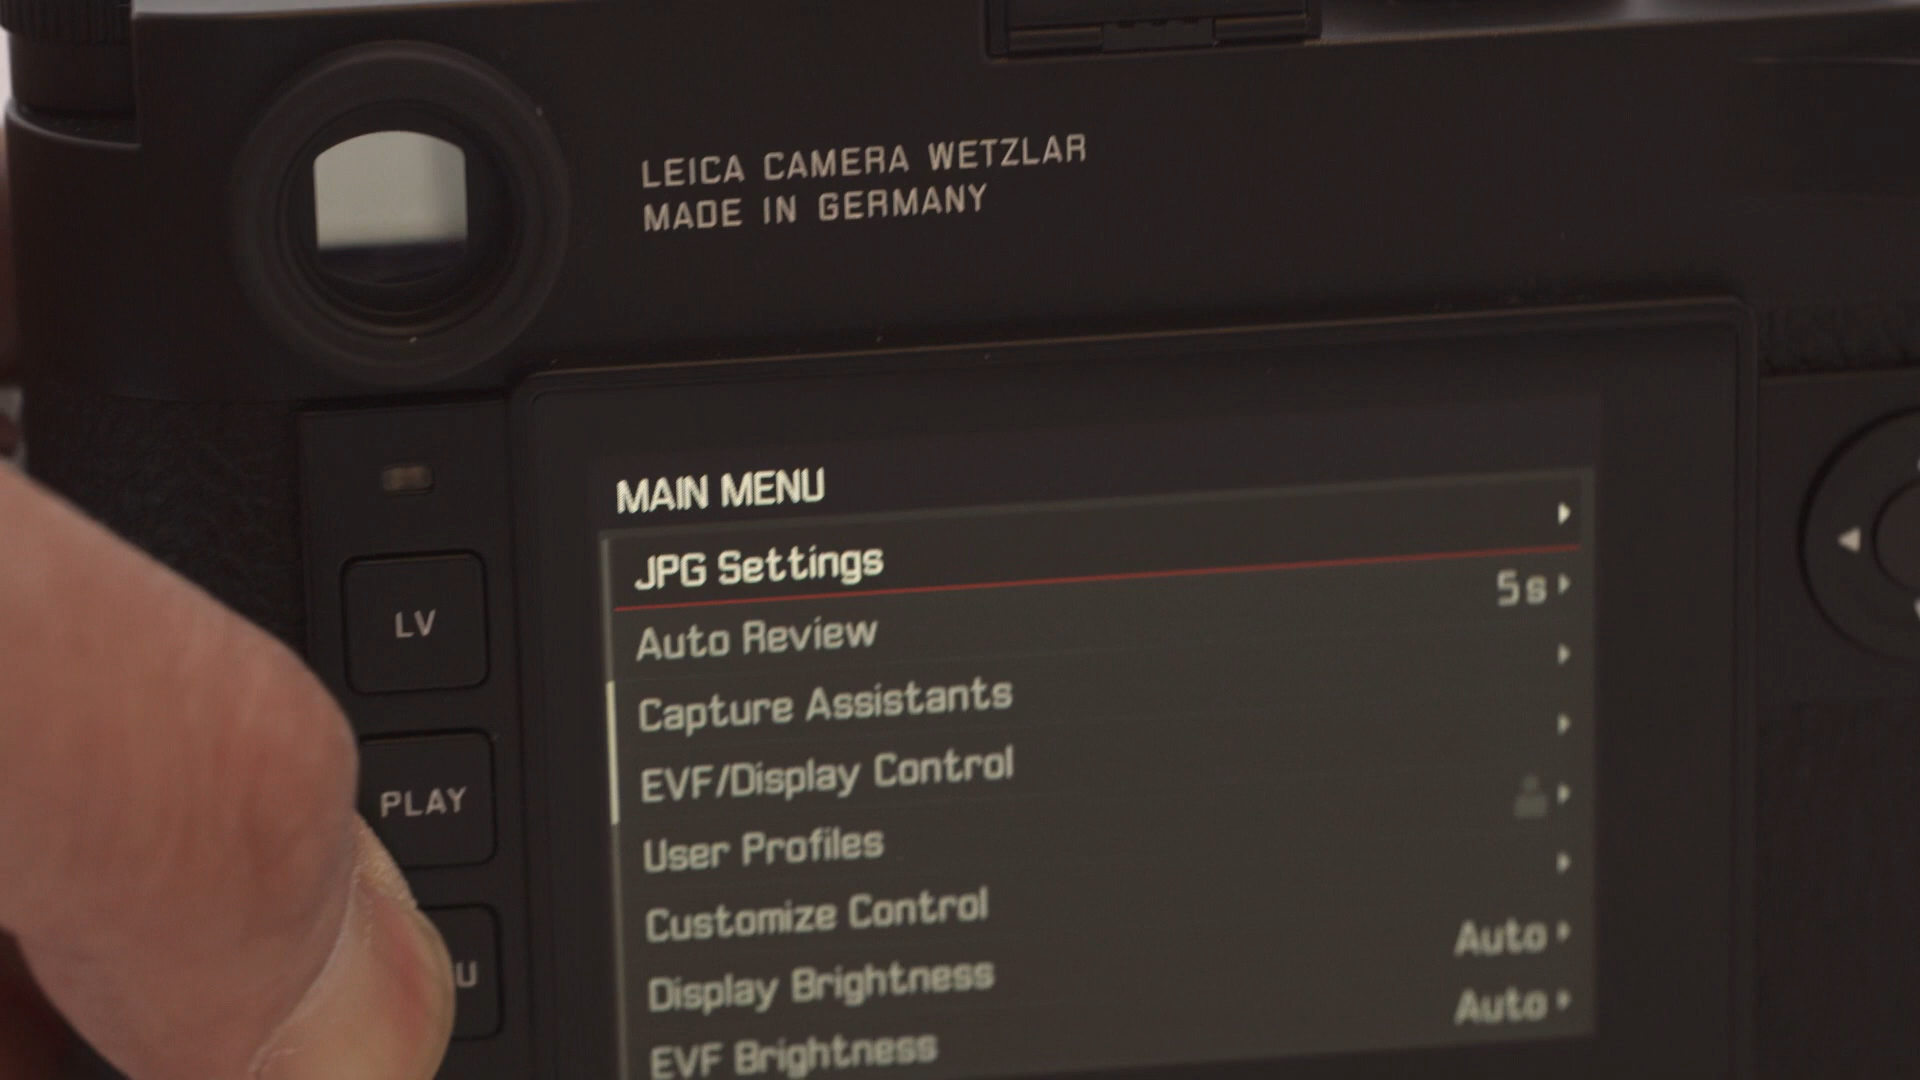 LEICA CAMERA WETZLAR
MADE IN GERMANY
MAIN MENU
JPG Settings
Auto Review 5s
Capture Assistants
EVF/Display Control
User Profiles
Customize Control
Display Brightness Auto
EVF Brightness Auto
LV
PLAY
U